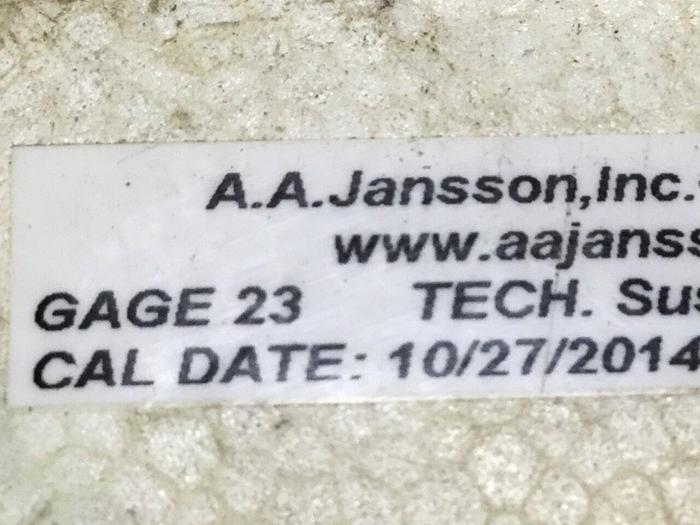 A.A.Jansson,Inc.
www.aajanss
GAGE 23 TECH. Sus
CAL DATE: 10/27/2014